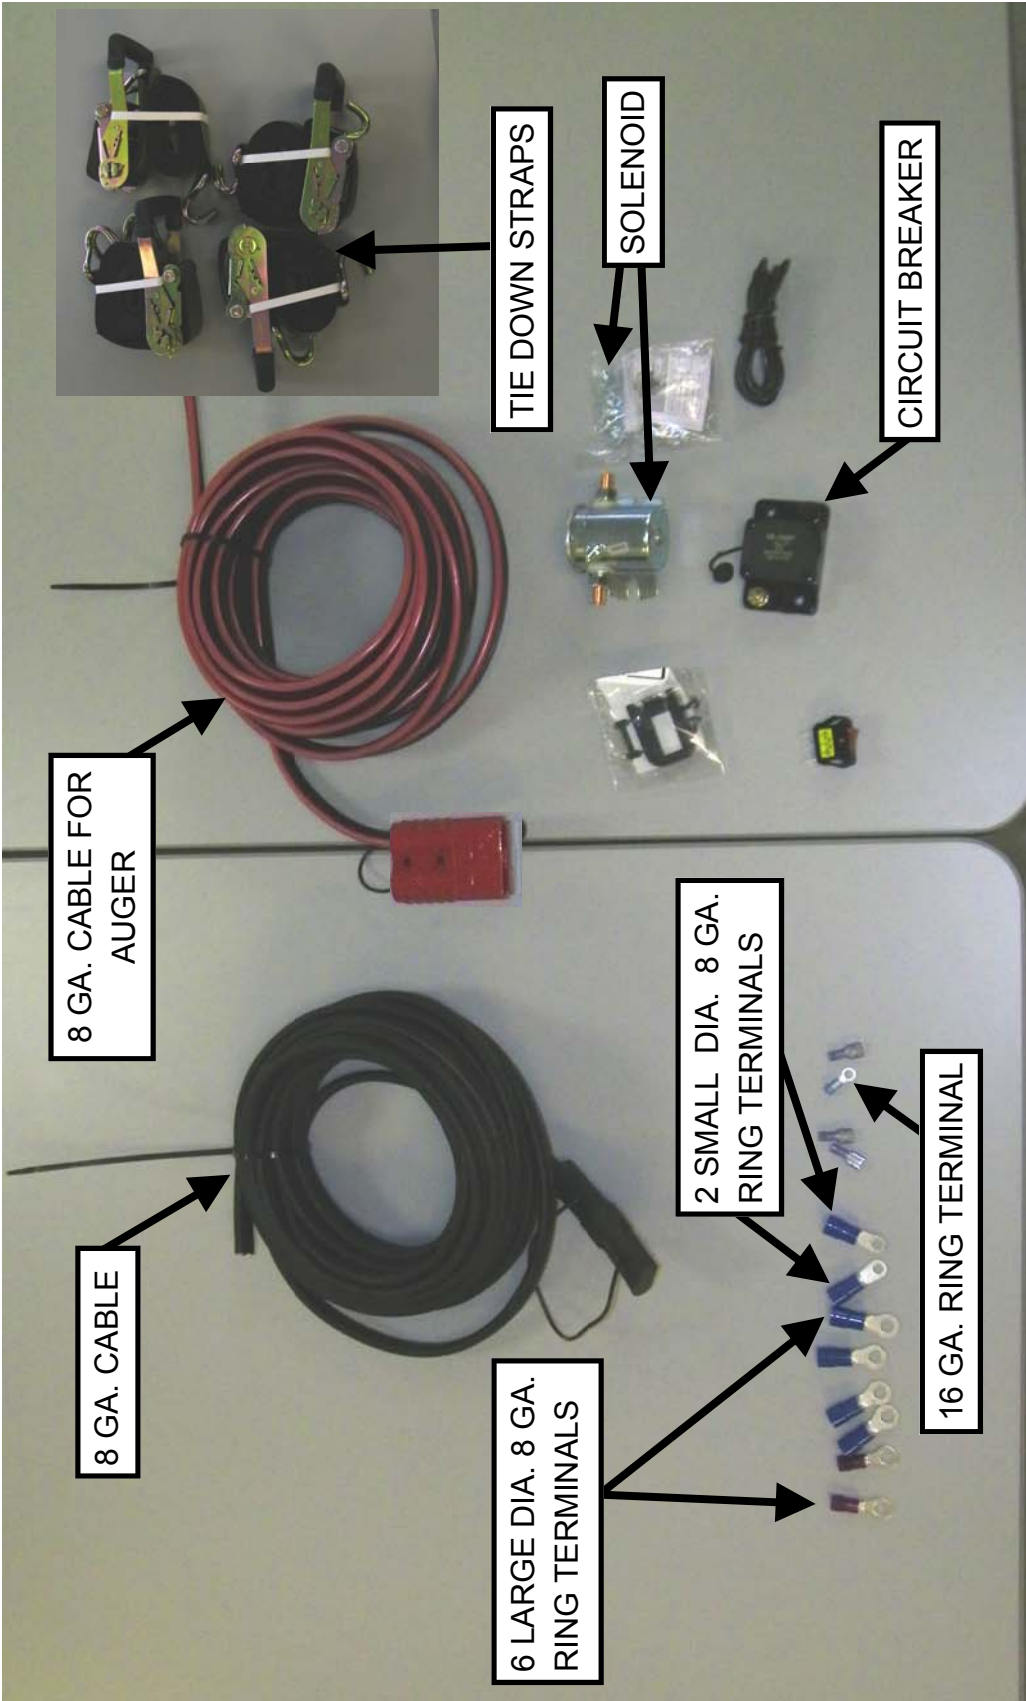 8 GA. CABLE
8 GA. CABLE FOR
AUGER
TIE DOWN STRAPS
6 LARGE DIA. 8 GA.
RING TERMINALS
2 SMALL  DIA.  8 GA.
RING TERMINALS
SOLENOID
16 GA. RING TERMINAL
CIRCUIT BREAKER